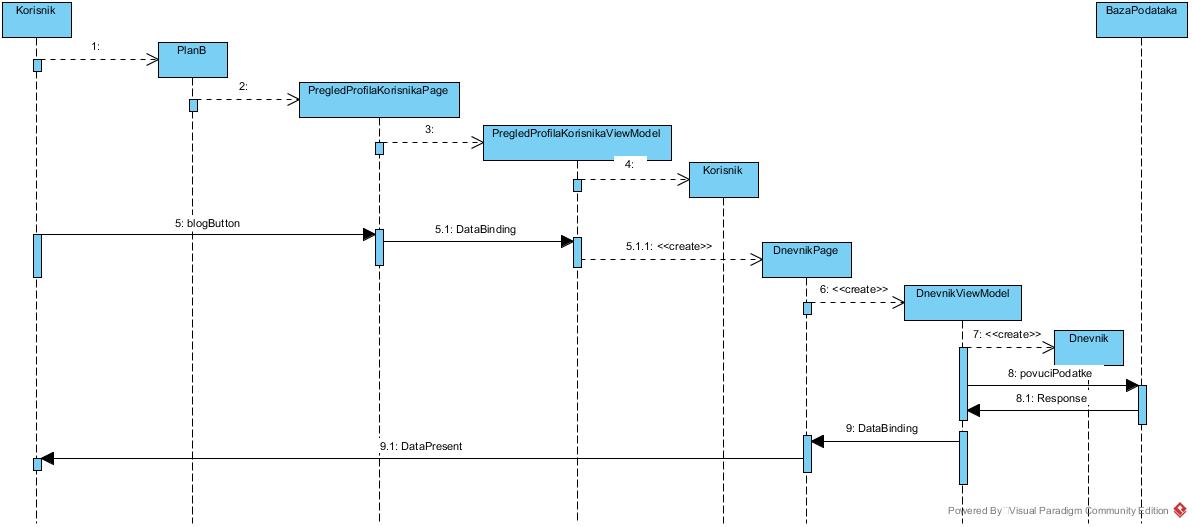 Korisnik
BazaPodataka
1:
PlanB
2:
PregledProfilaKorisnikaPage
3:
PregledProfilaKorisnikaViewModel
4:
Korisnik
5: blogButton
5.1: DataBinding
5.1.1: <<create>>
DnevnikPage
6: <<create>>
DnevnikViewModel
7: <<create>>
Dnevnik
8: povuciPodatke
8.1: Response
9: DataBinding
9.1: DataPresent
Powered By Visual Paradigm Community Edition